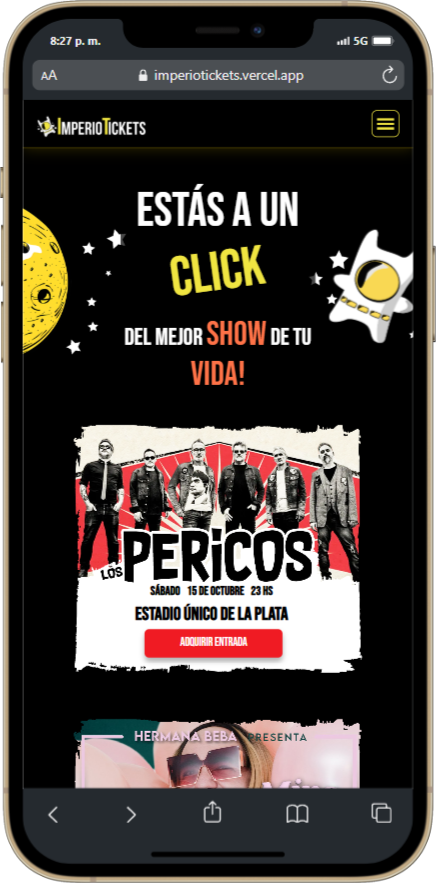 8:27 p. m.
5G
AA
imperiotickets.vercel.app
IMPERIOTICKETS
ESTÁS A UN
CLICK
DEL MEJOR SHOW DE TU
VIDA!
LOS PERICOS
SÁBADO 15 DE OCTUBRE 23 HS
ESTADIO ÚNICO DE LA PLATA
ADQUIRIR ENTRADA
HERMANA BEBA PRESENTA